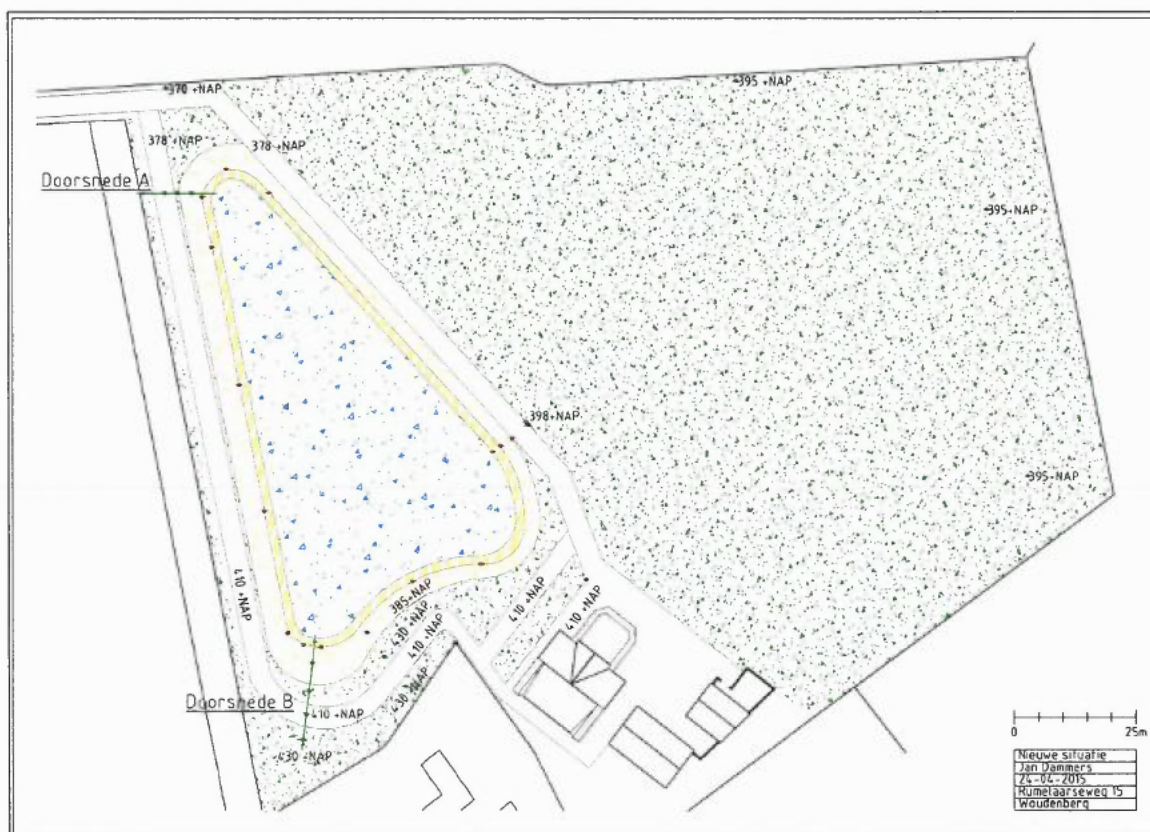 370 +NAP
395 +NAP
378 +NAP
378 +NAP
Doorsnede A
395+NAP
398+NAP
395+NAP
410 +NAP
385+NAP
410 +NAP
410 +NAP
430 +NAP
410 +NAP
430 +NAP
Doorsnede B
410 +NAP
430 +NAP
0
25m
Nieuwe situatie
Jan Dammers
24-04-2015
Rumelaarseweg 15
Woudenberg